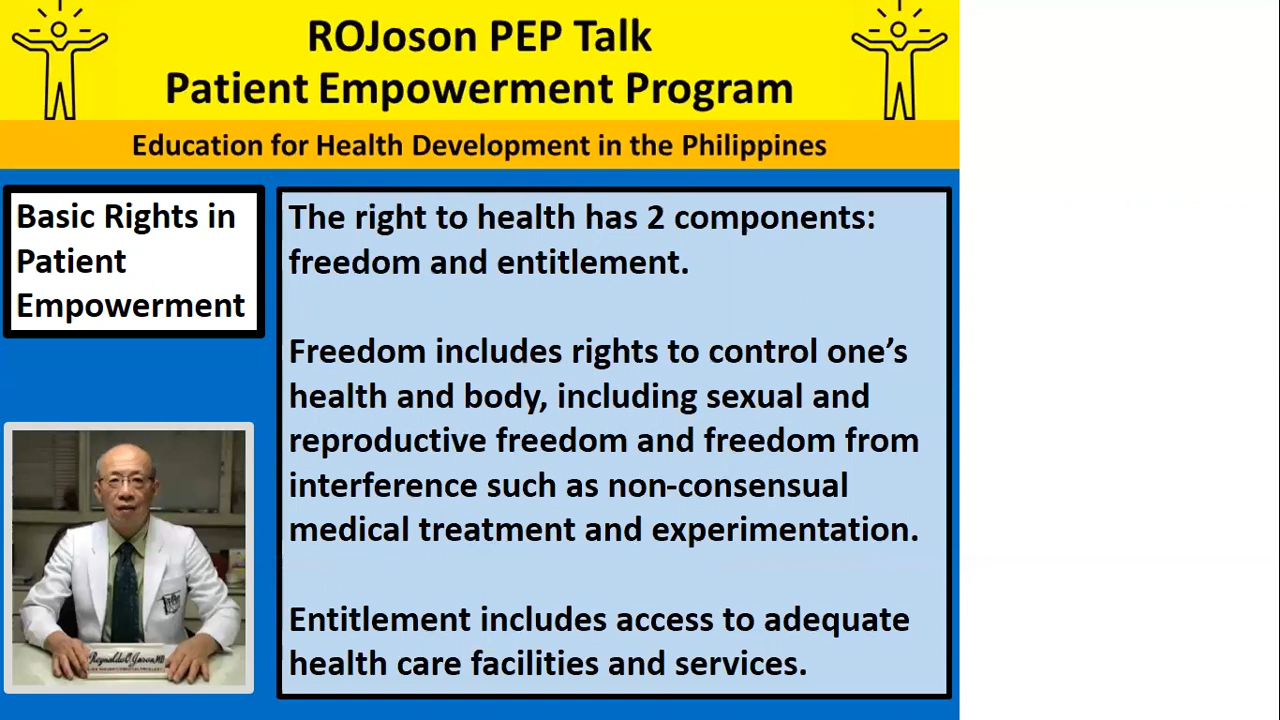 ROJoson PEP Talk
Patient Empowerment Program
Education for Health Development in the Philippines
Basic Rights in
Patient
Empowerment
The right to health has 2 components:
freedom and entitlement.
Freedom includes rights to control one’s
health and body, including sexual and
reproductive freedom and freedom from
interference such as non-consensual
medical treatment and experimentation.
Entitlement includes access to adequate
health care facilities and services.
Reynaldo O. Joson, MD